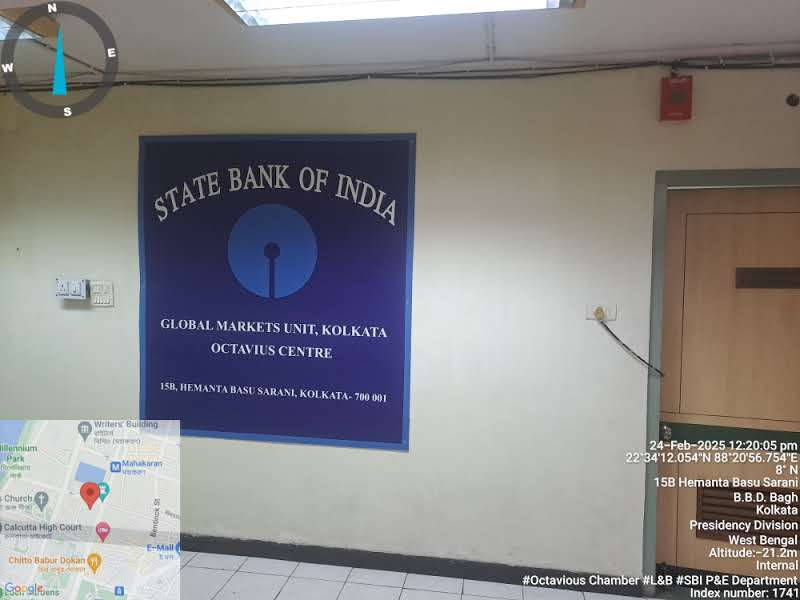 N
E
W
S
STATE BANK OF INDIA
GLOBAL MARKETS UNIT, KOLKATA
OCTAVIUS CENTRE
15B, HEMANTA BASU SARANI, KOLKATA- 700 001
Writers' Building
Millennium
Park
Mahakaran
মহাকরণ
Church
Bentinck St
Calcutta High Court
E-Mall
Chitto Babur Dokan
Google
24-Feb-2025 12:20:05 pm
22°34'12.054"N 88°20'56.754"E
8° N
15B Hemanta Basu Sarani
B.B.D. Bagh
Kolkata
Presidency Division
West Bengal
Altitude:-21.2m
Internal
#Octavious Chamber #L&B #SBI P&E Department
Index number: 1741